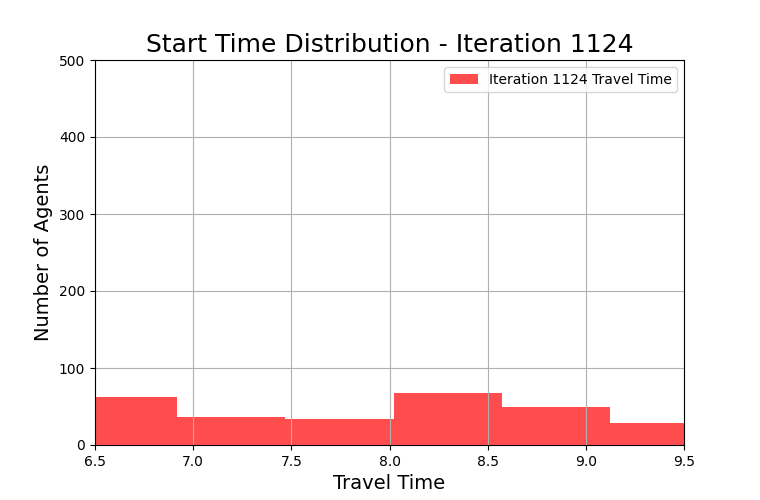 Start Time Distribution - Iteration 1124
500
400
300
200
100
0
Number of Agents
Iteration 1124 Travel Time
6.5 7.0 7.5 8.0 8.5 9.0 9.5
Travel Time